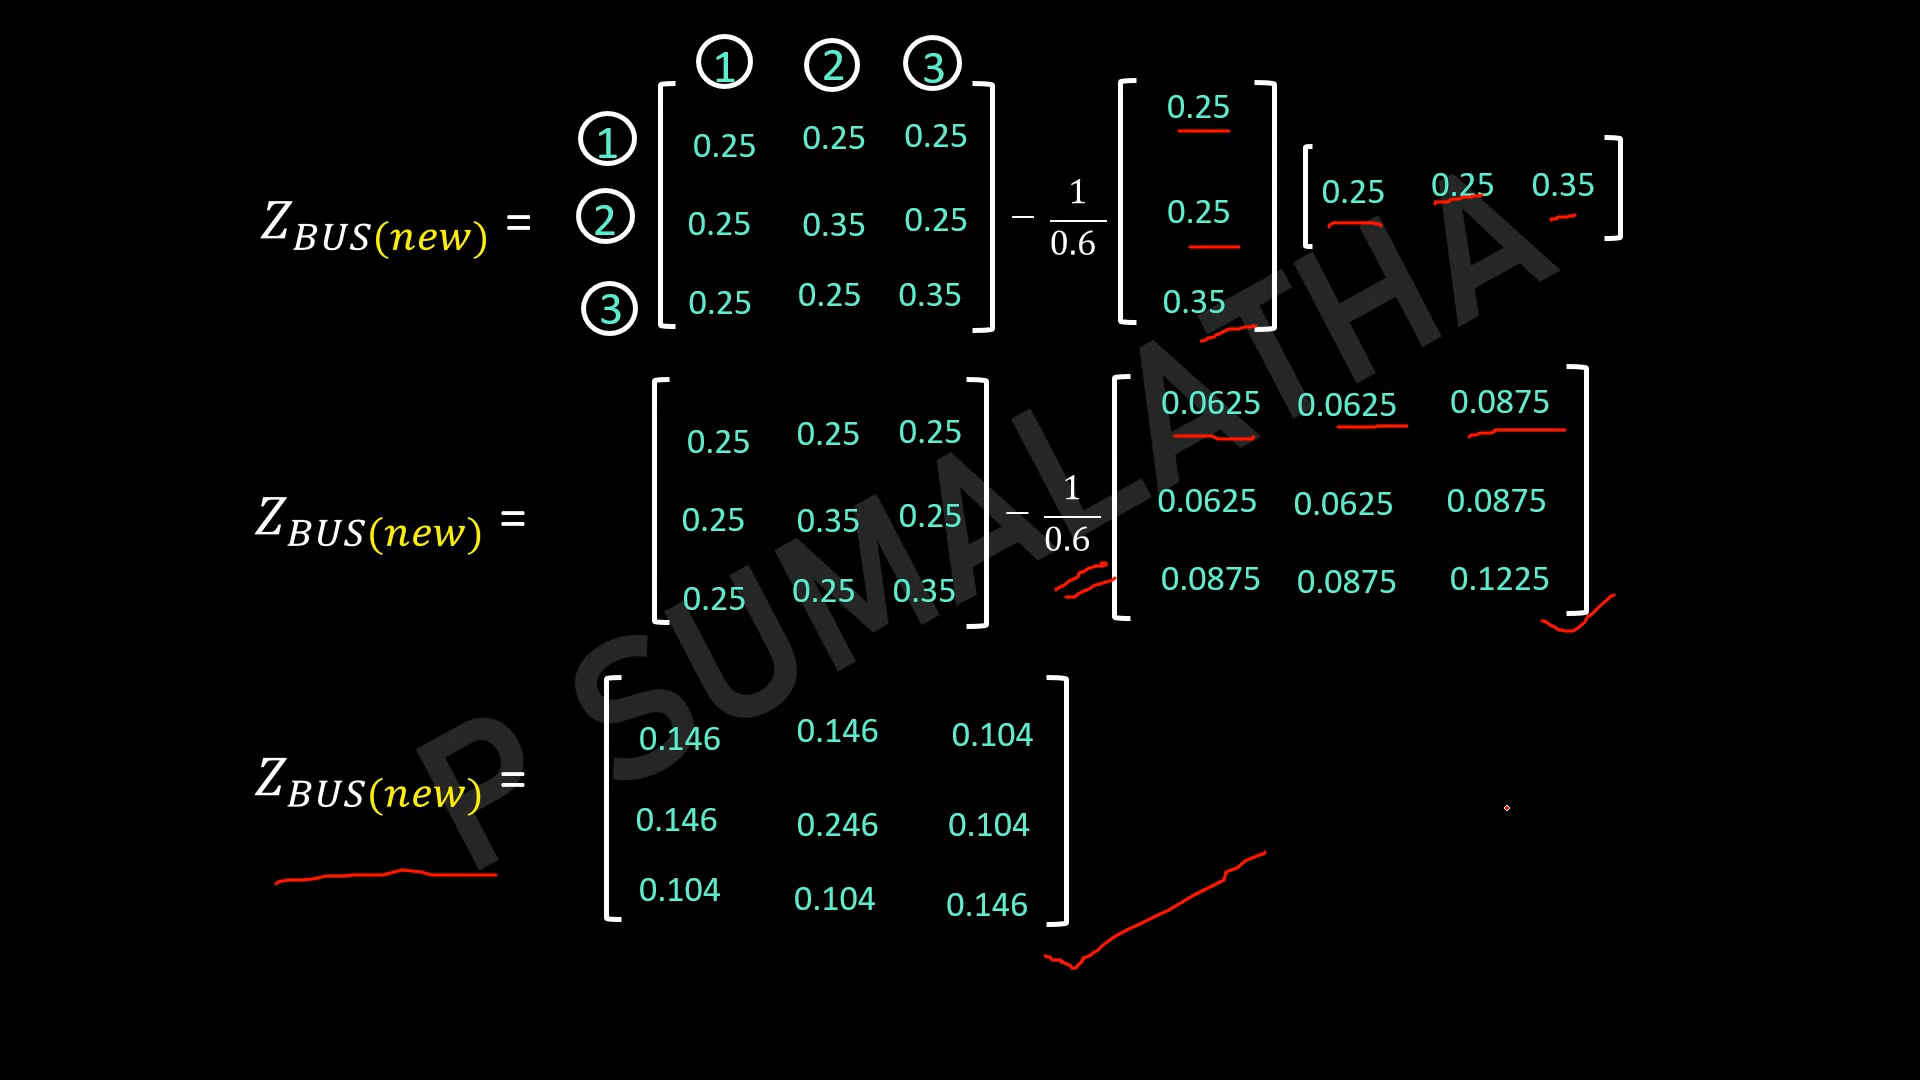 ① ② ③
① 0.25 0.25 0.25
Z_BUS(new) = ② 0.25 0.35 0.25 − 1/0.6 0.25 0.25 0.35 0.25 0.25 0.35
③ 0.25 0.25 0.35
0.25 0.25 0.25 0.0625 0.0625 0.0875
Z_BUS(new) = 0.25 0.35 0.25 − 1/0.6 0.0625 0.0625 0.0875
0.25 0.25 0.35 0.0875 0.0875 0.1225
0.146 0.146 0.104
Z_BUS(new) = 0.146 0.246 0.104
0.104 0.104 0.146
P SUMALATHA